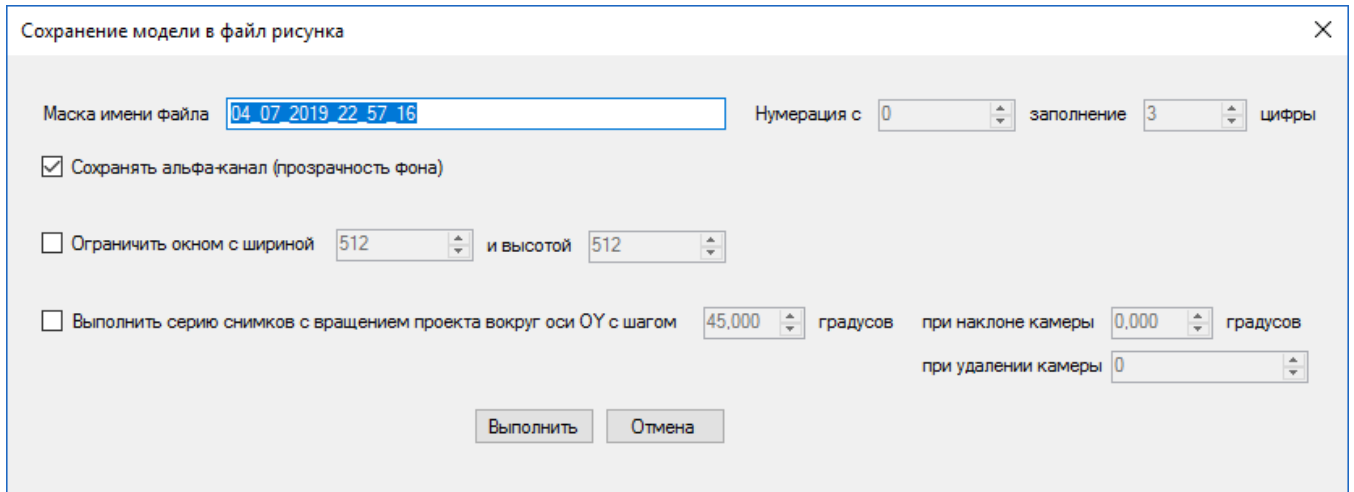 Сохранение модели в файл рисунка
Маска имени файла 04_07_2019_22_57_16 Нумерация с 0 заполнение 3 цифры
Сохранять альфа-канал (прозрачность фона)
Ограничить окном с шириной 512 и высотой 512
Выполнить серию снимков с вращением проекта вокруг оси OY с шагом 45,000 градусов при наклоне камеры 0,000 градусов
при удалении камеры 0
Выполнить Отмена